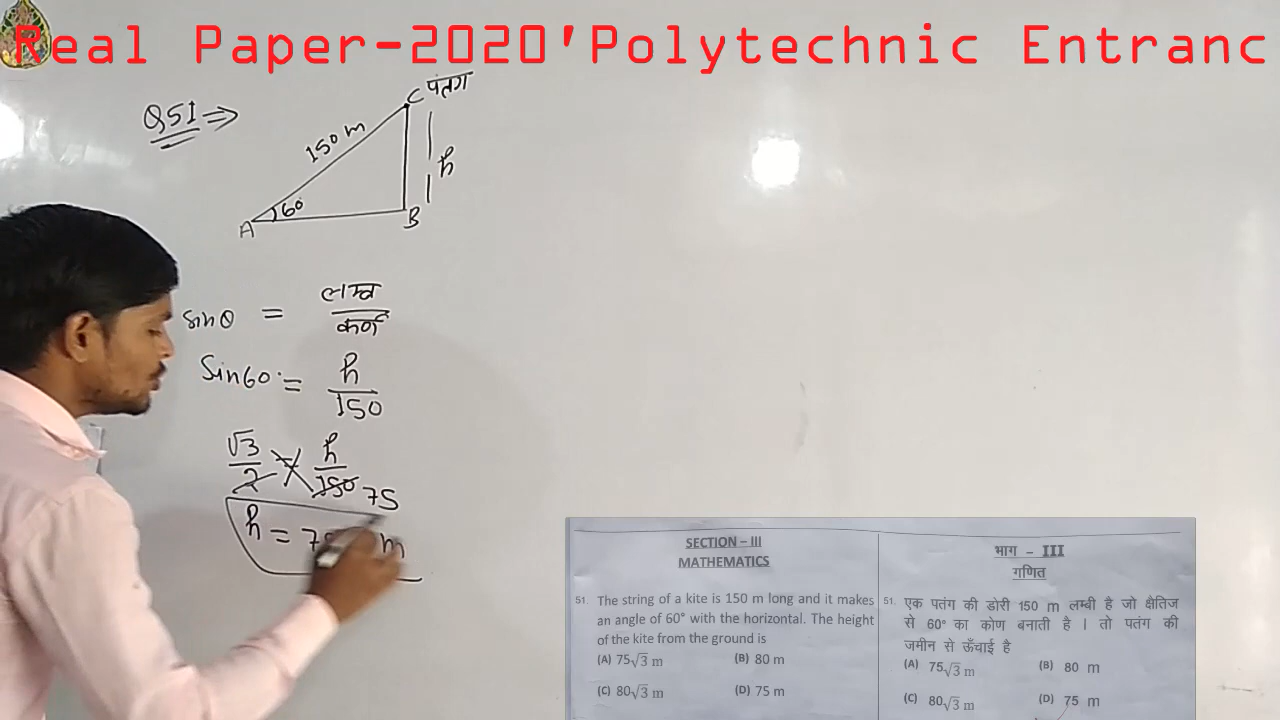 Real Paper-2020'Polytechnic Entranc
Q51 ⇒
C पतंग
150 m
h
60°
A
B
sinθ = लम्ब / कर्ण
Sin60° = h / 150
√3 / 2 = h / 150 75
h = m
SECTION – III
MATHEMATICS
51. The string of a kite is 150 m long and it makes
an angle of 60° with the horizontal. The height
of the kite from the ground is
(A) 75√3 m (B) 80 m
(C) 80√3 m (D) 75 m
भाग – III
गणित
51. एक पतंग की डोरी 150 m लम्बी है जो क्षैतिज
से 60° का कोण बनाती है । तो पतंग की
जमीन से ऊँचाई है
(A) 75√3 m (B) 80 m
(C) 80√3 m (D) 75 m